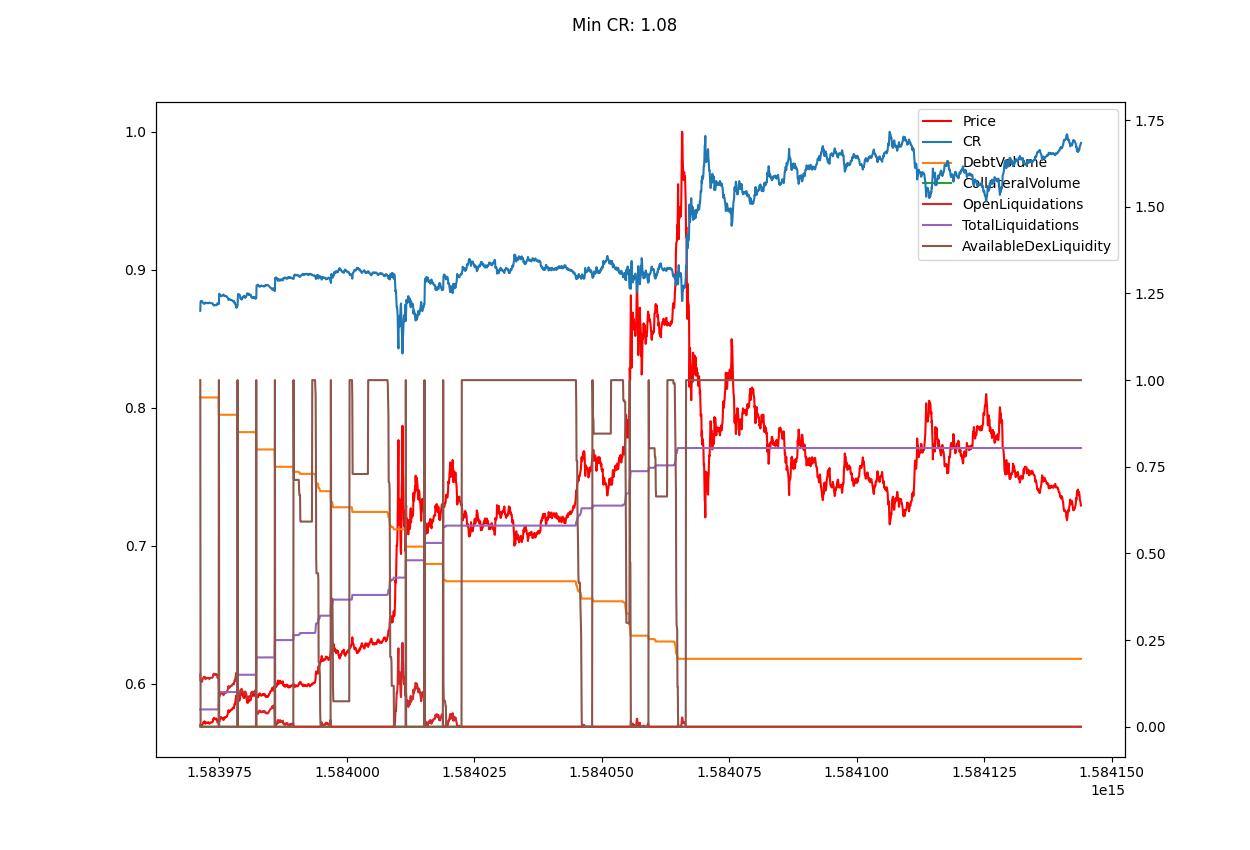 Min CR: 1.08
1.0
0.9
0.8
0.7
0.6
1.75
1.50
1.25
1.00
0.75
0.50
0.25
0.00
Price
CR
DebtVolume
CollateralVolume
OpenLiquidations
TotalLiquidations
AvailableDexLiquidity
1.583975 1.584000 1.584025 1.584050 1.584075 1.584100 1.584125 1.584150
1e15